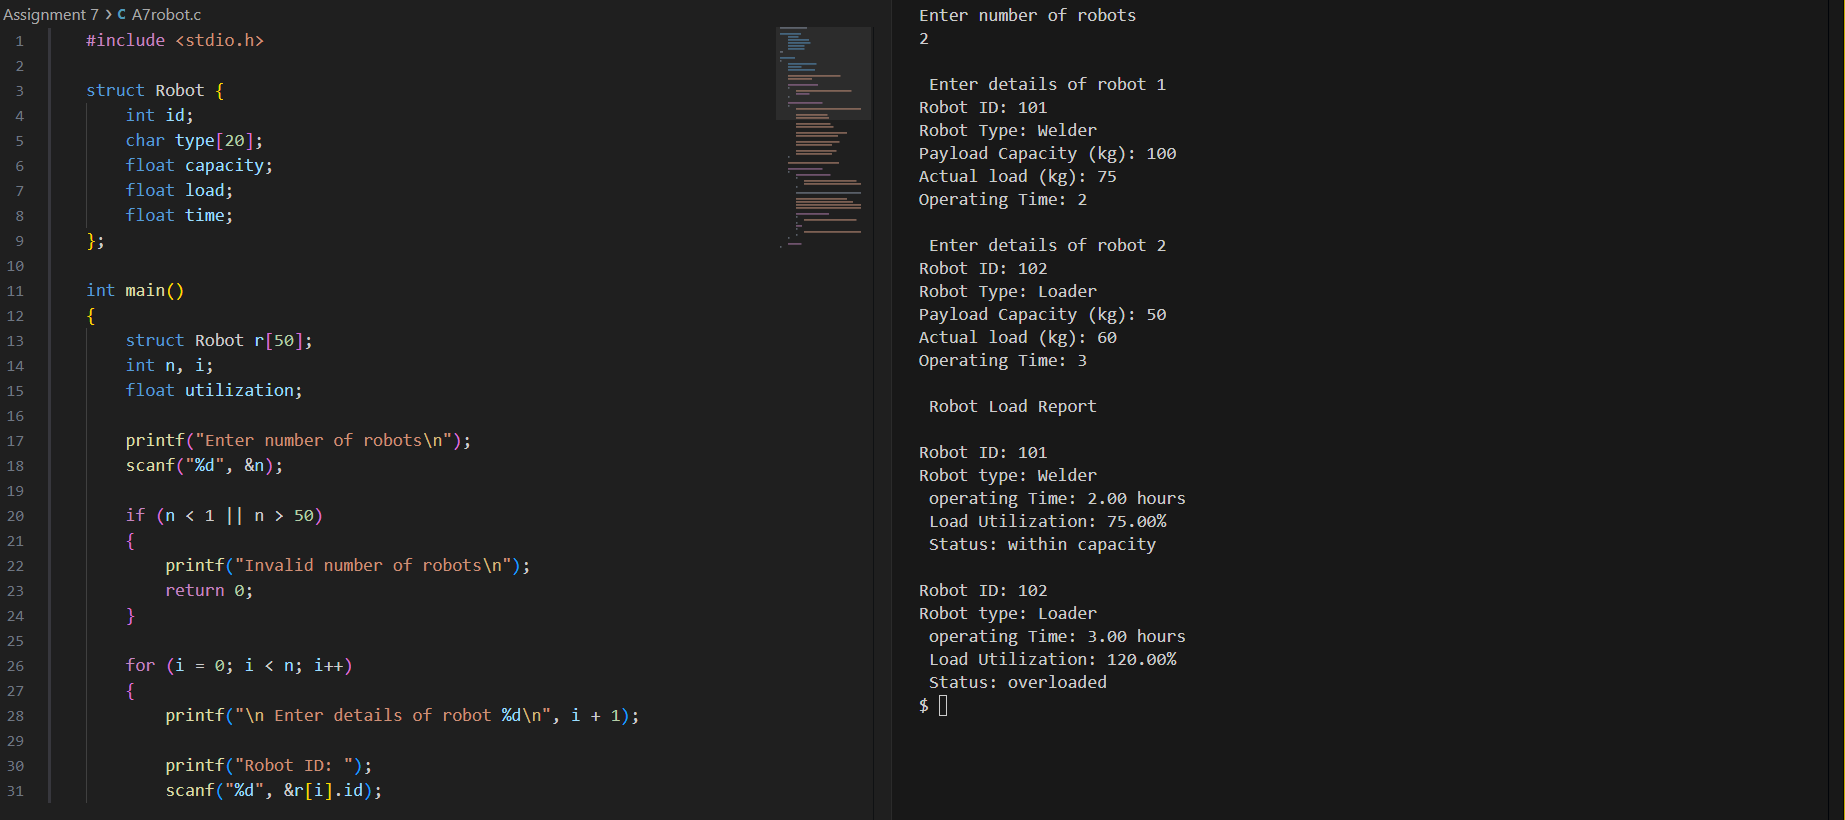 Assignment 7 > C A7robot.c
1 #include <stdio.h>
2
3 struct Robot {
4 int id;
5 char type[20];
6 float capacity;
7 float load;
8 float time;
9 };
10
11 int main()
12 {
13 struct Robot r[50];
14 int n, i;
15 float utilization;
16
17 printf("Enter number of robots\n");
18 scanf("%d", &n);
19
20 if (n < 1 || n > 50)
21 {
22 printf("Invalid number of robots\n");
23 return 0;
24 }
25
26 for (i = 0; i < n; i++)
27 {
28 printf("\n Enter details of robot %d\n", i + 1);
29
30 printf("Robot ID: ");
31 scanf("%d", &r[i].id);
Enter number of robots
2
Enter details of robot 1
Robot ID: 101
Robot Type: Welder
Payload Capacity (kg): 100
Actual load (kg): 75
Operating Time: 2
Enter details of robot 2
Robot ID: 102
Robot Type: Loader
Payload Capacity (kg): 50
Actual load (kg): 60
Operating Time: 3
Robot Load Report
Robot ID: 101
Robot type: Welder
operating Time: 2.00 hours
Load Utilization: 75.00%
Status: within capacity
Robot ID: 102
Robot type: Loader
operating Time: 3.00 hours
Load Utilization: 120.00%
Status: overloaded
$